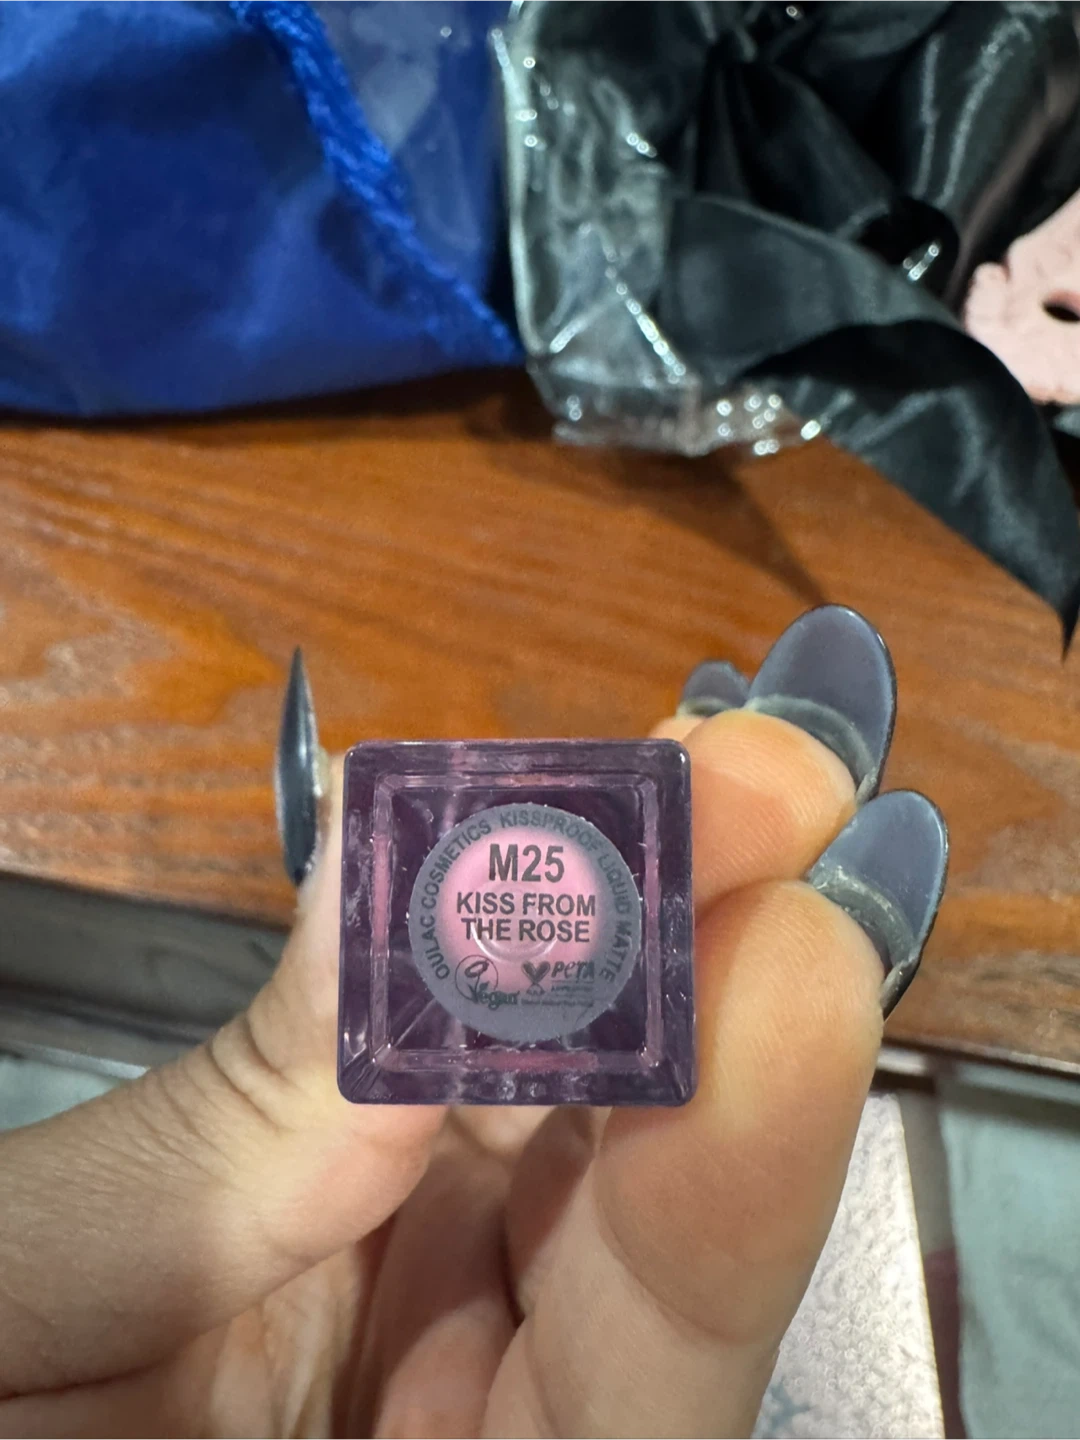 OULAC COSMETICS KISSPROOF LIQUID MATTE
M25
KISS FROM
THE ROSE
Vegan
PETA